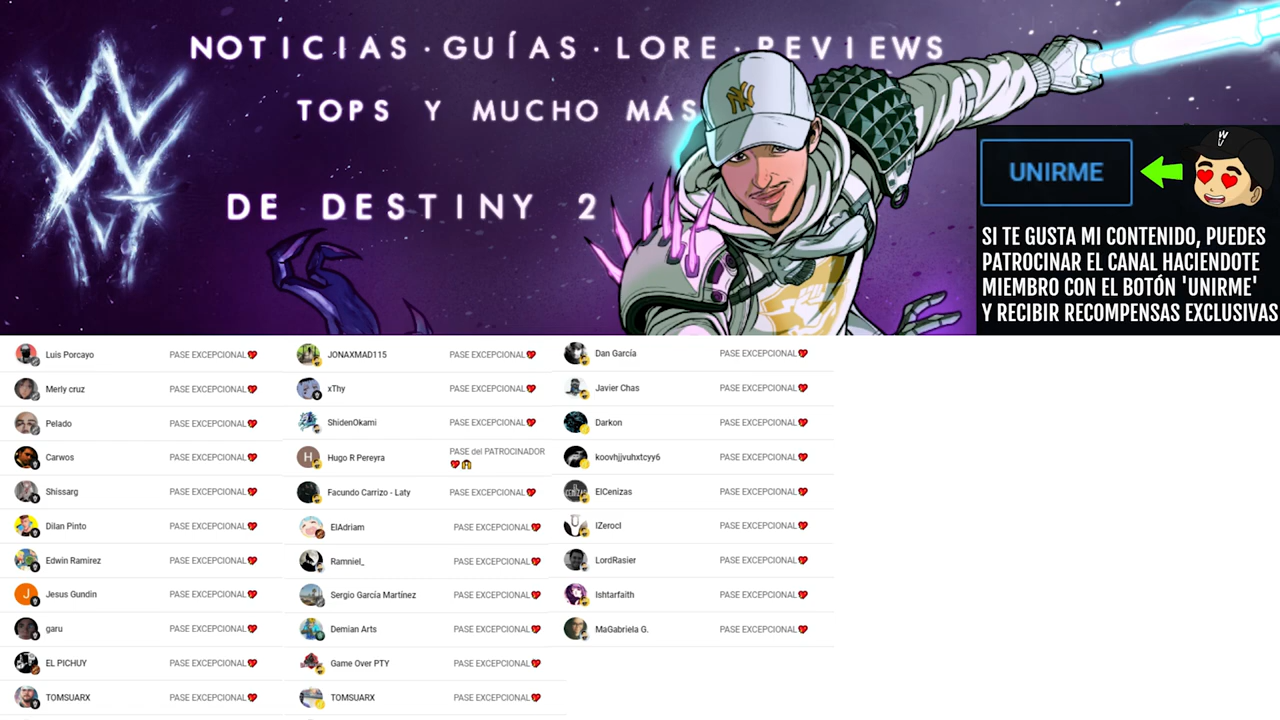 NOTICIAS · GUÍAS · LORE · REVIEWS
TOPS Y MUCHO MÁS
DE DESTINY 2
UNIRME
SI TE GUSTA MI CONTENIDO, PUEDES
PATROCINAR EL CANAL HACIENDOTE
MIEMBRO CON EL BOTÓN 'UNIRME'
Y RECIBIR RECOMPENSAS EXCLUSIVAS
Luis Porcayo PASE EXCEPCIONAL
Merly cruz PASE EXCEPCIONAL
Pelado PASE EXCEPCIONAL
Carwos PASE EXCEPCIONAL
Shissarg PASE EXCEPCIONAL
Dilan Pinto PASE EXCEPCIONAL
Edwin Ramirez PASE EXCEPCIONAL
J Jesus Gundin PASE EXCEPCIONAL
garu PASE EXCEPCIONAL
EL PICHUY PASE EXCEPCIONAL
TOMSUARX PASE EXCEPCIONAL
JONAXMAD115 PASE EXCEPCIONAL
xThy PASE EXCEPCIONAL
ShidenOkami PASE EXCEPCIONAL
H Hugo R Pereyra PASE del PATROCINADOR
Facundo Carrizo - Laty PASE EXCEPCIONAL
ElAdriam PASE EXCEPCIONAL
Ramniel_ PASE EXCEPCIONAL
Sergio García Martínez PASE EXCEPCIONAL
Demian Arts PASE EXCEPCIONAL
Game Over PTY PASE EXCEPCIONAL
TOMSUARX PASE EXCEPCIONAL
Dan García PASE EXCEPCIONAL
Javier Chas PASE EXCEPCIONAL
Darkon PASE EXCEPCIONAL
koovhjjvuhxtcyy6 PASE EXCEPCIONAL
ElCenizas PASE EXCEPCIONAL
IZerocI PASE EXCEPCIONAL
LordRasier PASE EXCEPCIONAL
Ishtarfaith PASE EXCEPCIONAL
MaGabriela G. PASE EXCEPCIONAL